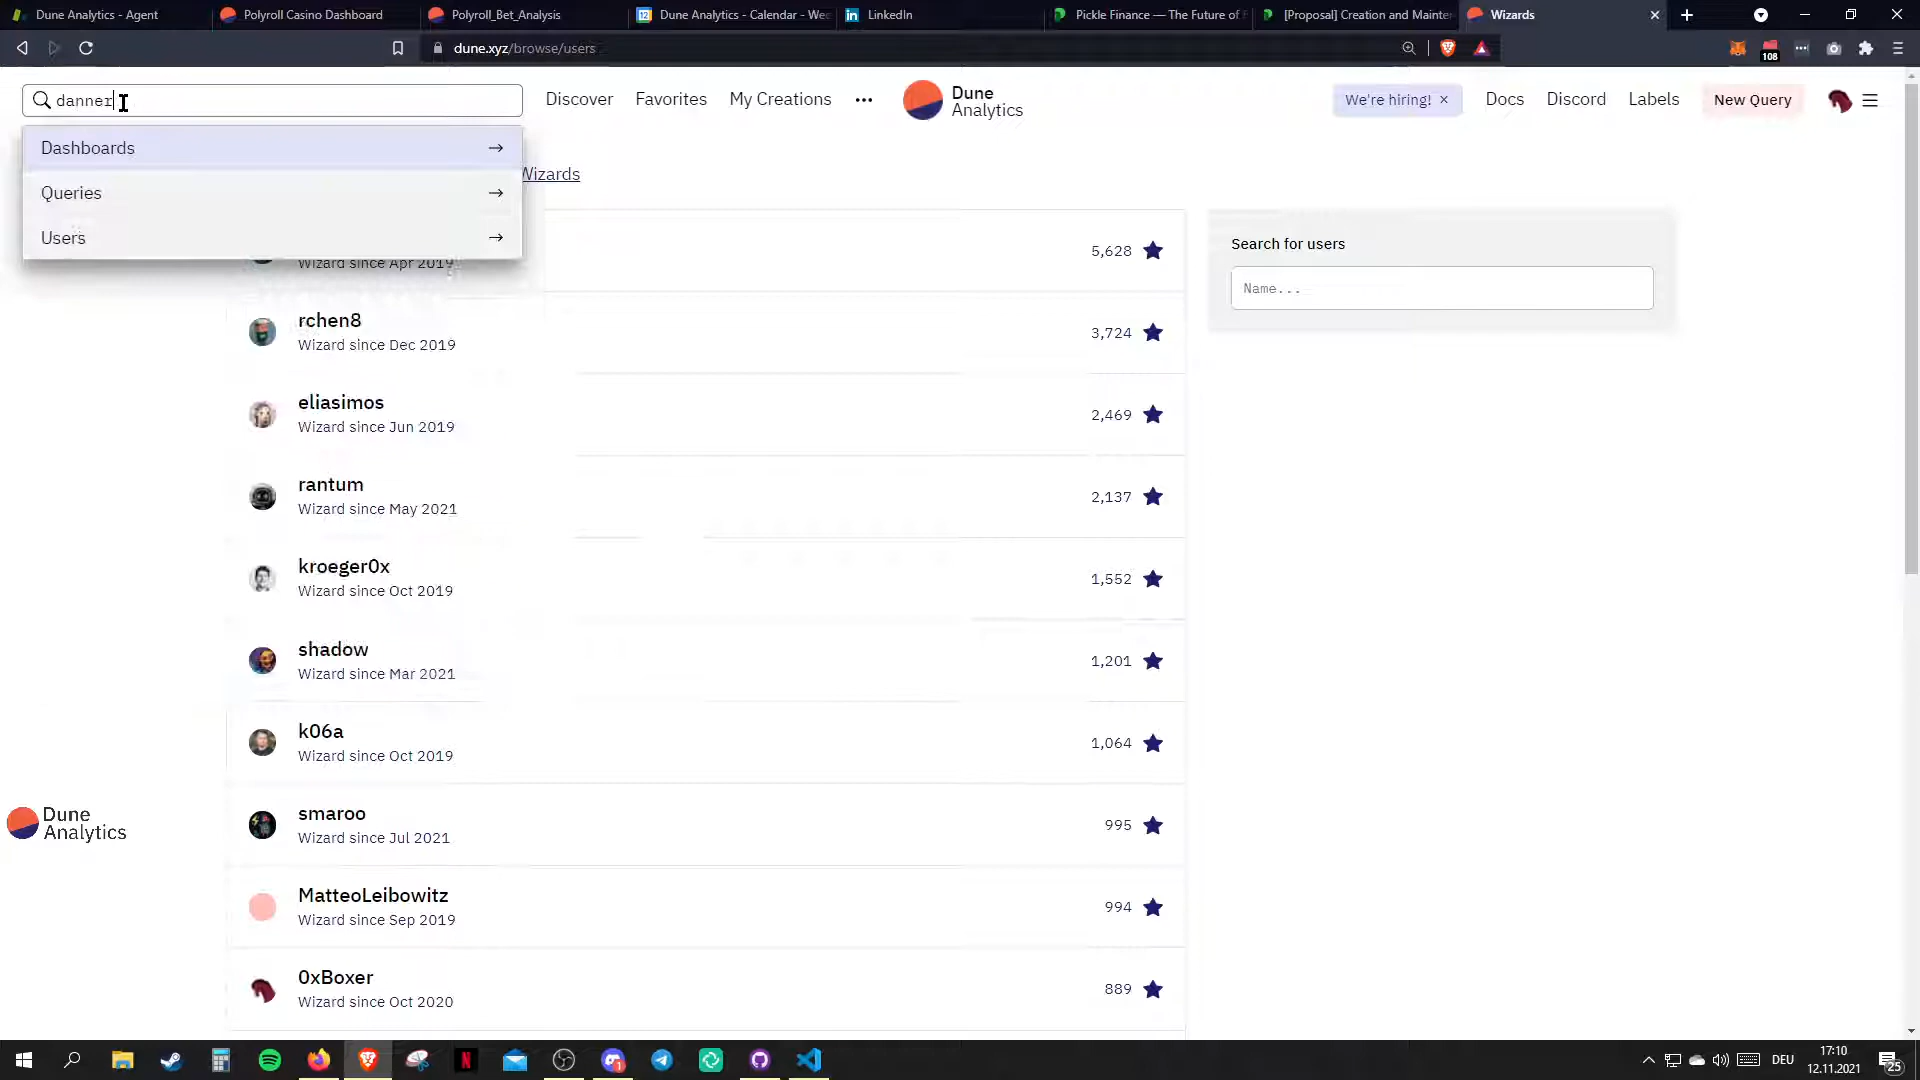 Dune Analytics - Agent
Polyroll Casino Dashboard
Polyroll_Bet_Analysis
Dune Analytics - Calendar - Wee
LinkedIn
Pickle Finance — The Future of F
[Proposal] Creation and Mainten
Wizards
dune.xyz/browse/users
108
danner
Discover
Favorites
My Creations
Dune
Analytics
We're hiring! ×
Docs
Discord
Labels
New Query
Dashboards
Queries
Users
Wizards
Wizard since Apr 2019
5,628
rchen8
Wizard since Dec 2019
3,724
eliasimos
Wizard since Jun 2019
2,469
rantum
Wizard since May 2021
2,137
kroeger0x
Wizard since Oct 2019
1,552
shadow
Wizard since Mar 2021
1,201
k06a
Wizard since Oct 2019
1,064
smaroo
Wizard since Jul 2021
995
MatteoLeibowitz
Wizard since Sep 2019
994
0xBoxer
Wizard since Oct 2020
889
Search for users
Name...
Dune
Analytics
DEU
17:10
12.11.2021
25